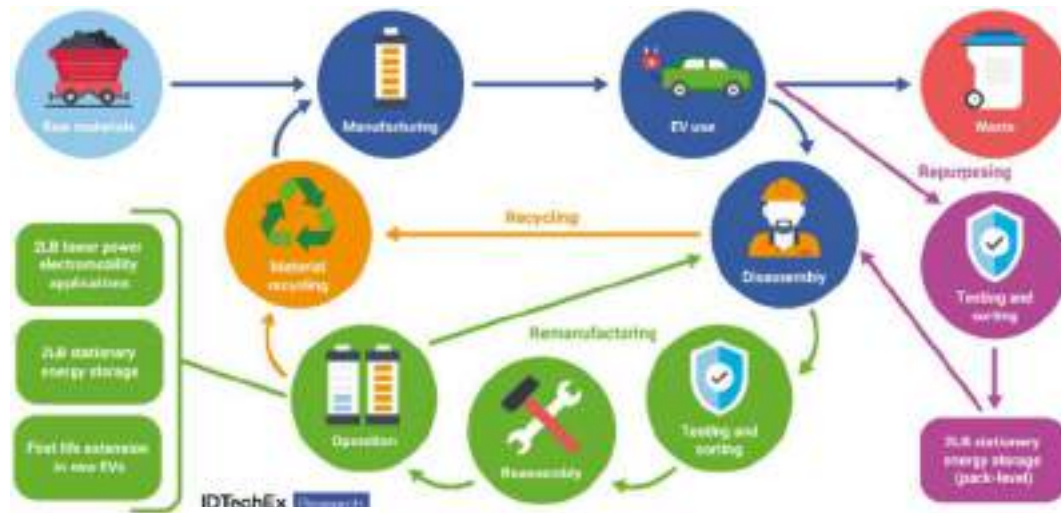 Raw materials
Manufacturing
EV use
Waste
Repurposing
Recycling
Material
recycling
Disassembly
Testing and
sorting
2LB lower power
electromobility
applications
2LB stationary
energy storage
First life extension
in new EVs
Remanufacturing
Testing and
sorting
Reassembly
2LB stationary
energy storage
(pack-level)
IDTechEx Research